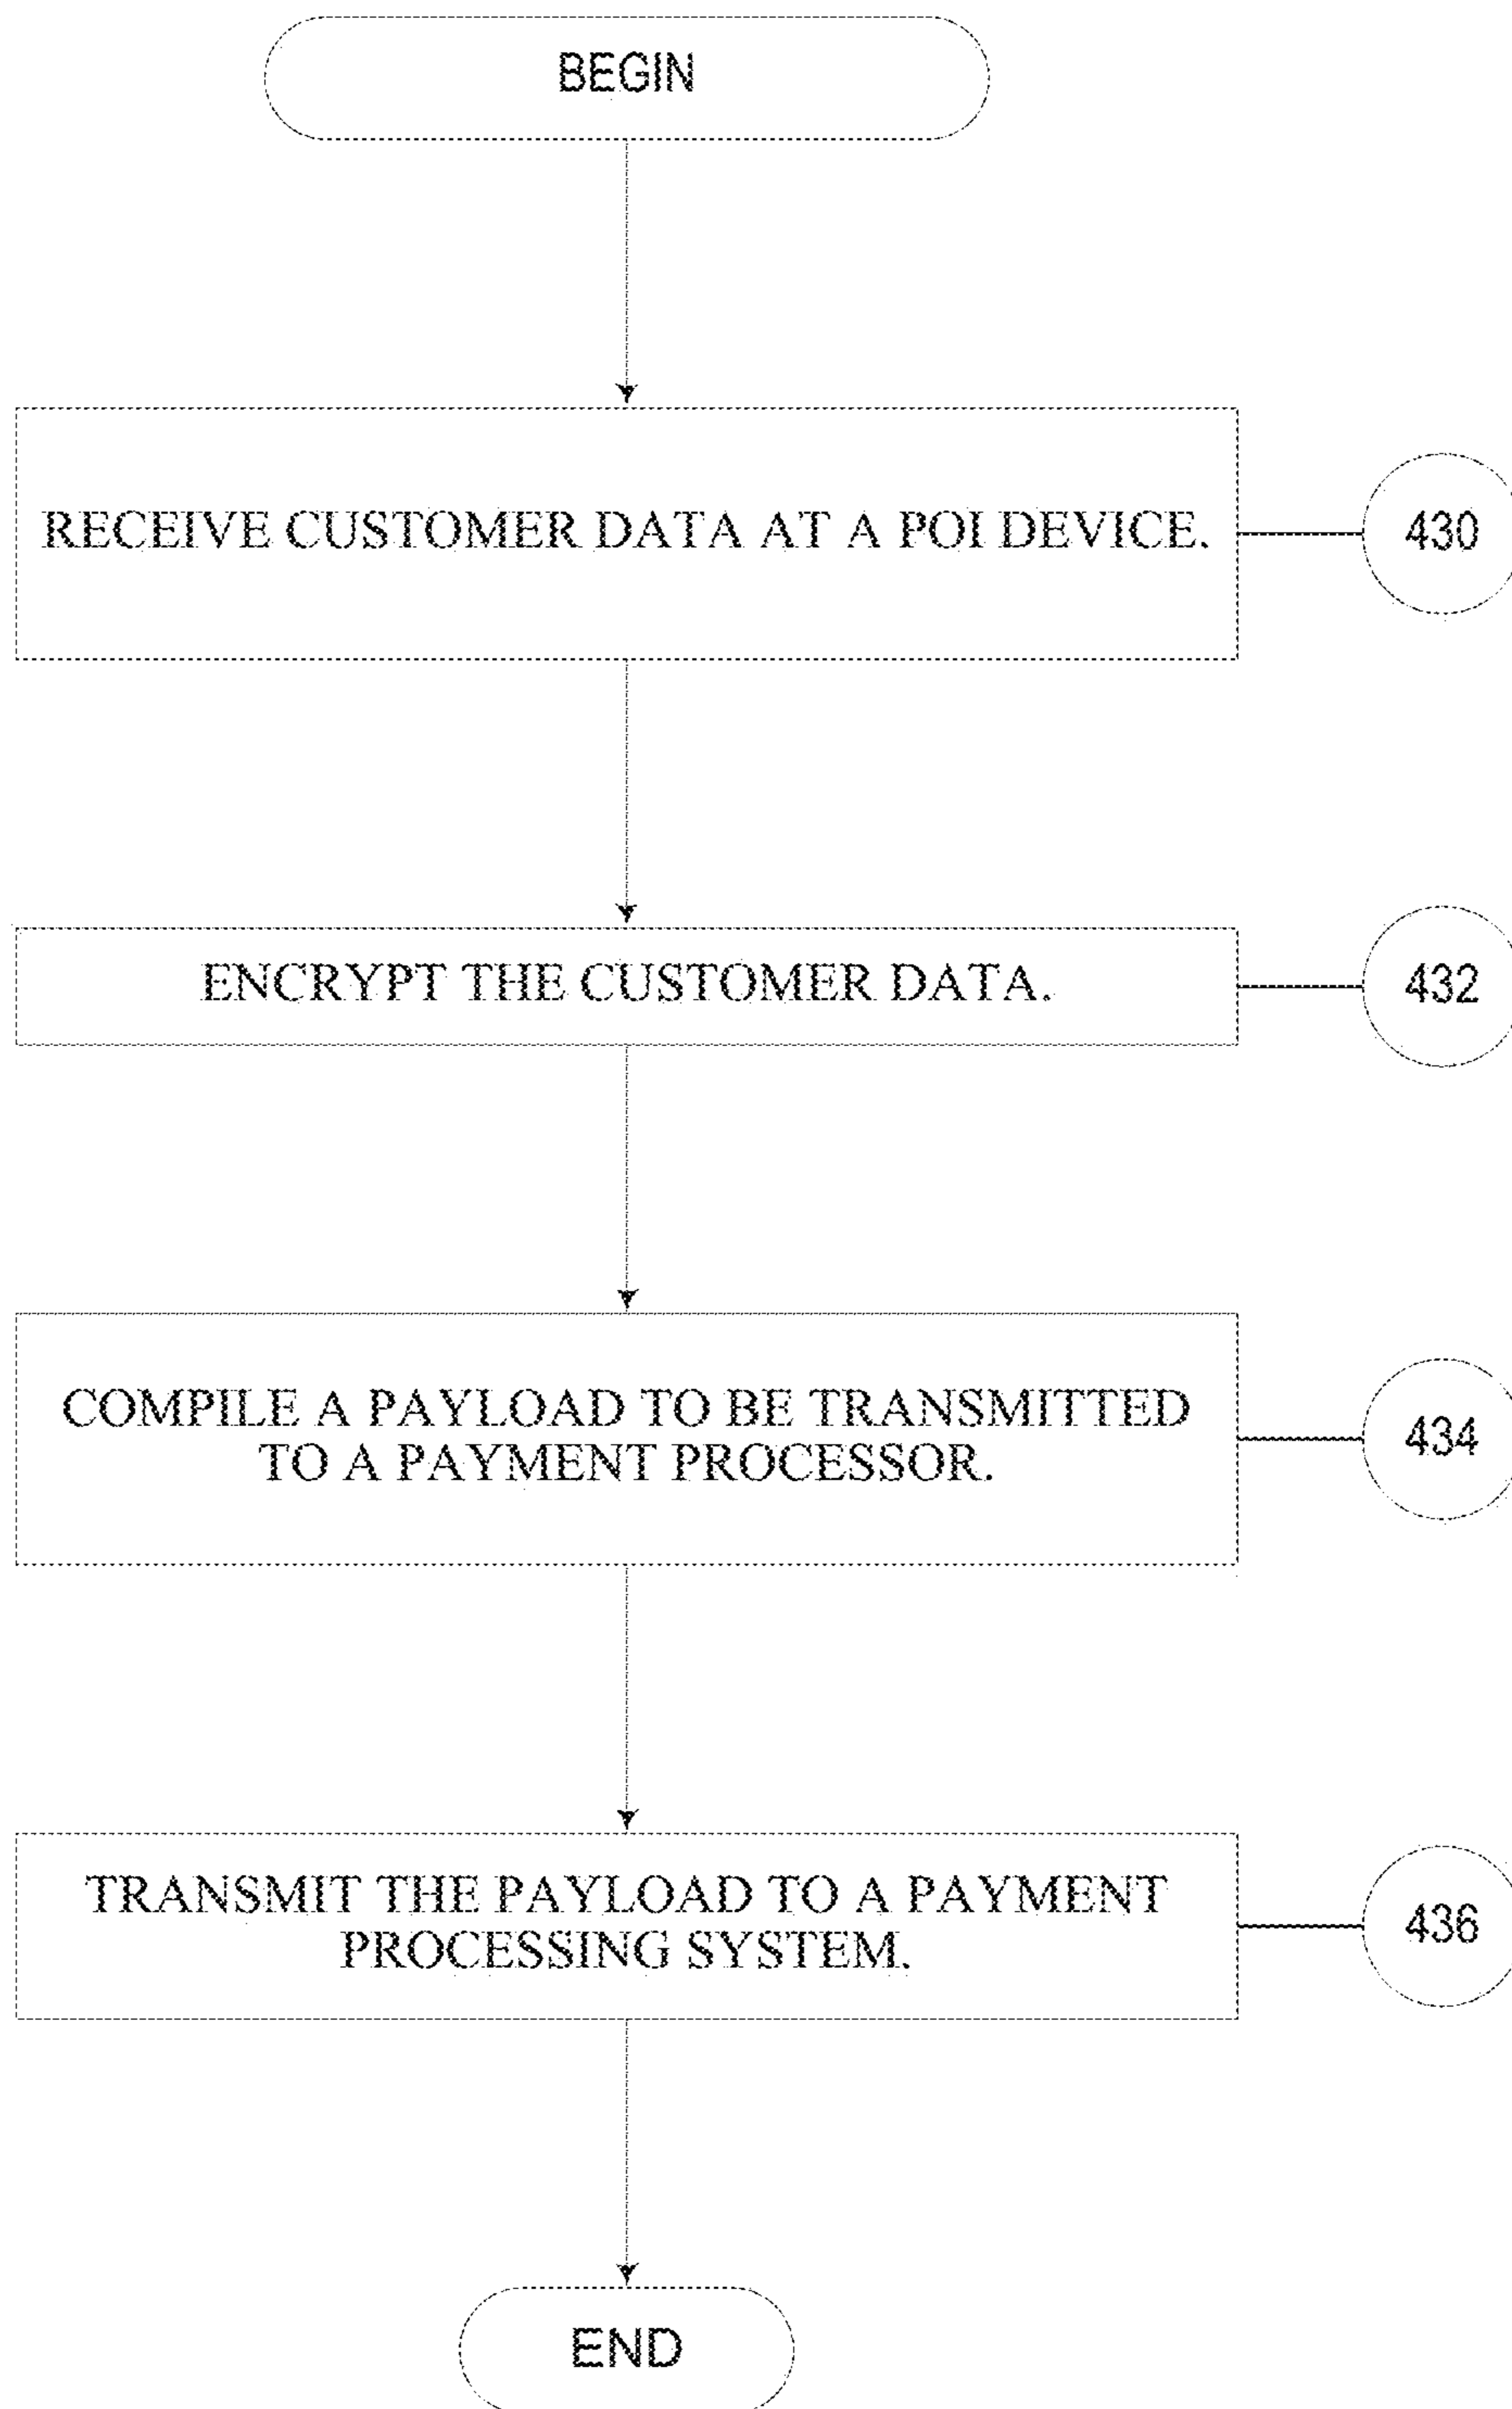 BEGIN
RECEIVE CUSTOMER DATA AT A POI DEVICE.
430
ENCRYPT THE CUSTOMER DATA.
432
COMPILE A PAYLOAD TO BE TRANSMITTED
TO A PAYMENT PROCESSOR.
434
TRANSMIT THE PAYLOAD TO A PAYMENT
PROCESSING SYSTEM.
436
END